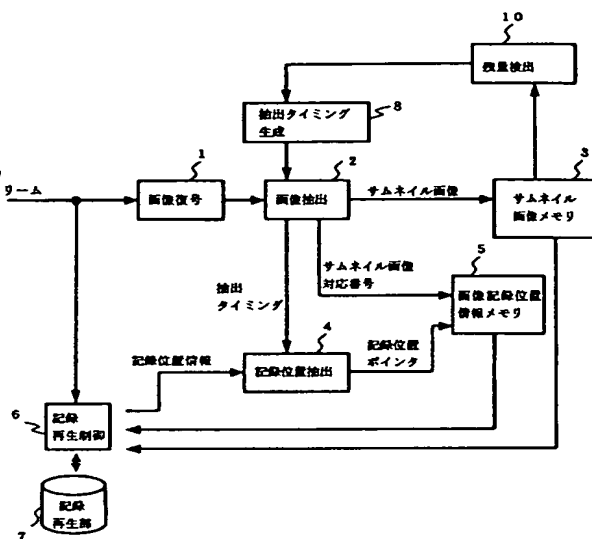 10
残量検出
抽出タイミング
生成
8
1
2
3
リーム
画像復号
画像抽出
サムネイル画像
サムネイル
画像メモリ
抽出
タイミング
サムネイル画像
対応番号
5
画像記録位置
情報メモリ
4
記録位置情報
記録位置抽出
記録位置
ポインタ
6
記録
再生制御
記録
再生部
7